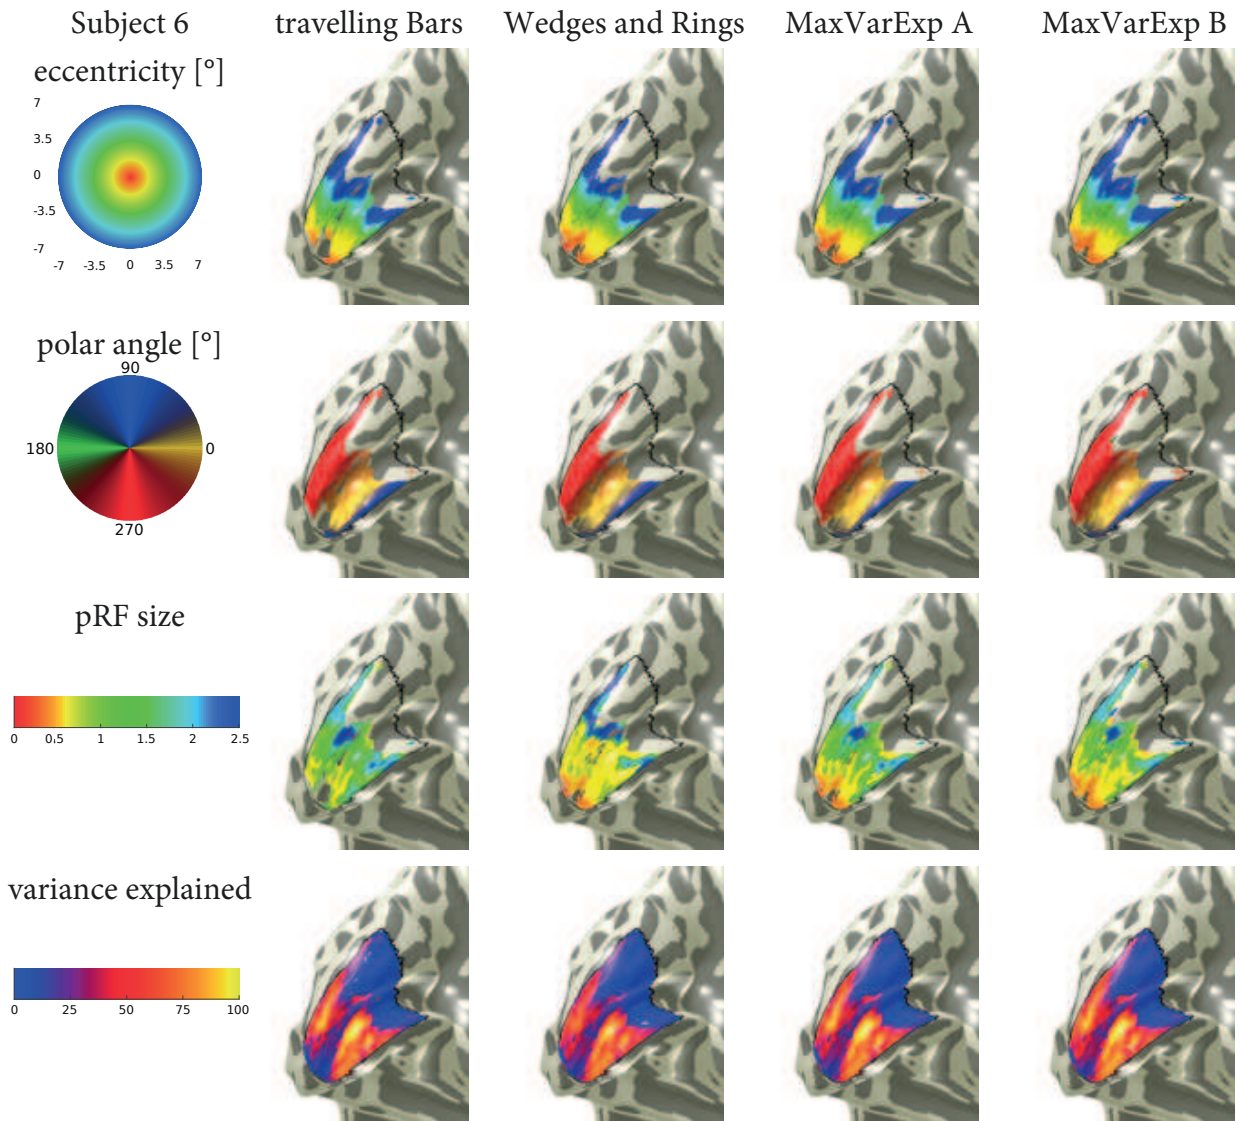 Subject 6 travelling Bars Wedges and Rings MaxVarExp A MaxVarExp B
eccentricity [°]
7
3.5
0
-3.5
-7
-7 -3.5 0 3.5 7
polar angle [°]
90
180 0
270
pRF size
0 0.5 1 1.5 2 2.5
variance explained
0 25 50 75 100